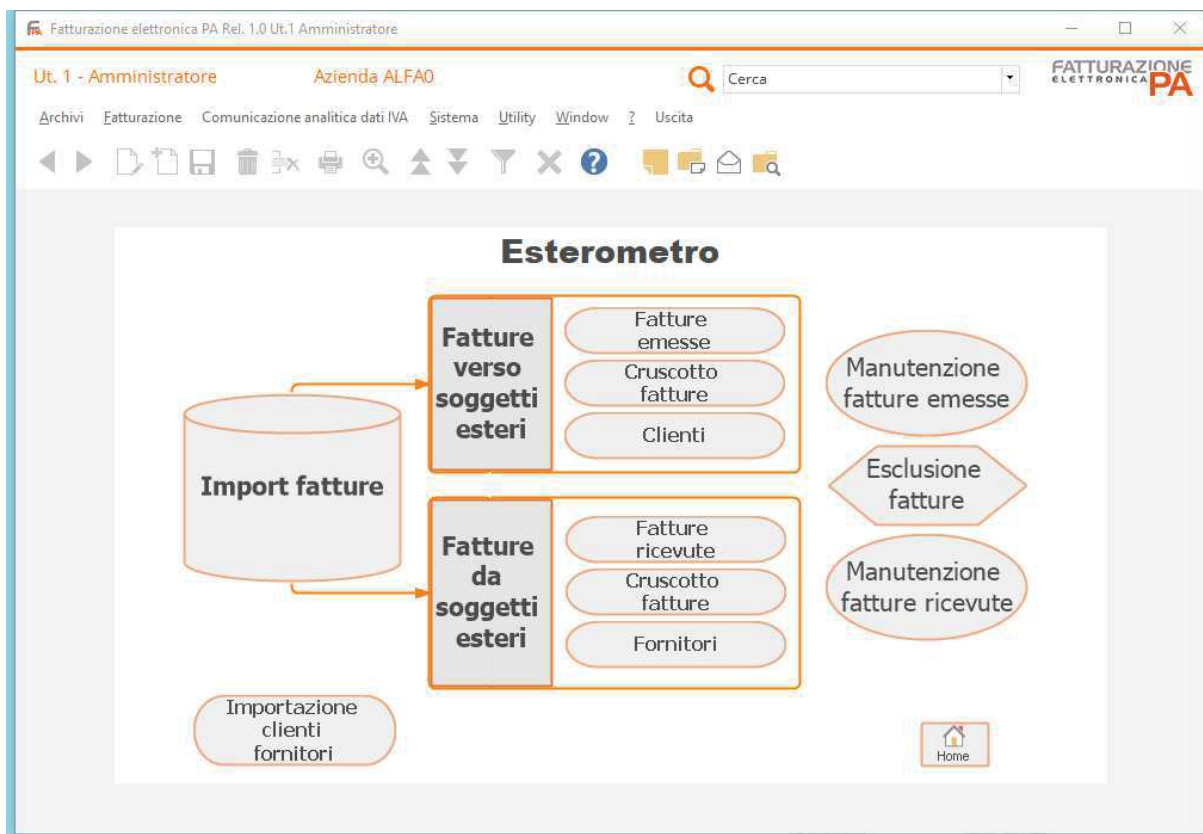 Fatturazione elettronica PA Rel. 1.0 Ut.1 Amministratore
Ut. 1 - Amministratore
Azienda ALFA0
Cerca
FATTURAZIONE
ELETTRONICA PA
Archivi Fatturazione Comunicazione analitica dati IVA Sistema Utility Window ? Uscita
Esterometro
Import fatture
Fatture
verso
soggetti
esteri
Fatture
emesse
Cruscotto
fatture
Clienti
Fatture
da
soggetti
esteri
Fatture
ricevute
Cruscotto
fatture
Fornitori
Manutenzione
fatture emesse
Esclusione
fatture
Manutenzione
fatture ricevute
Importazione
clienti
fornitori
Home